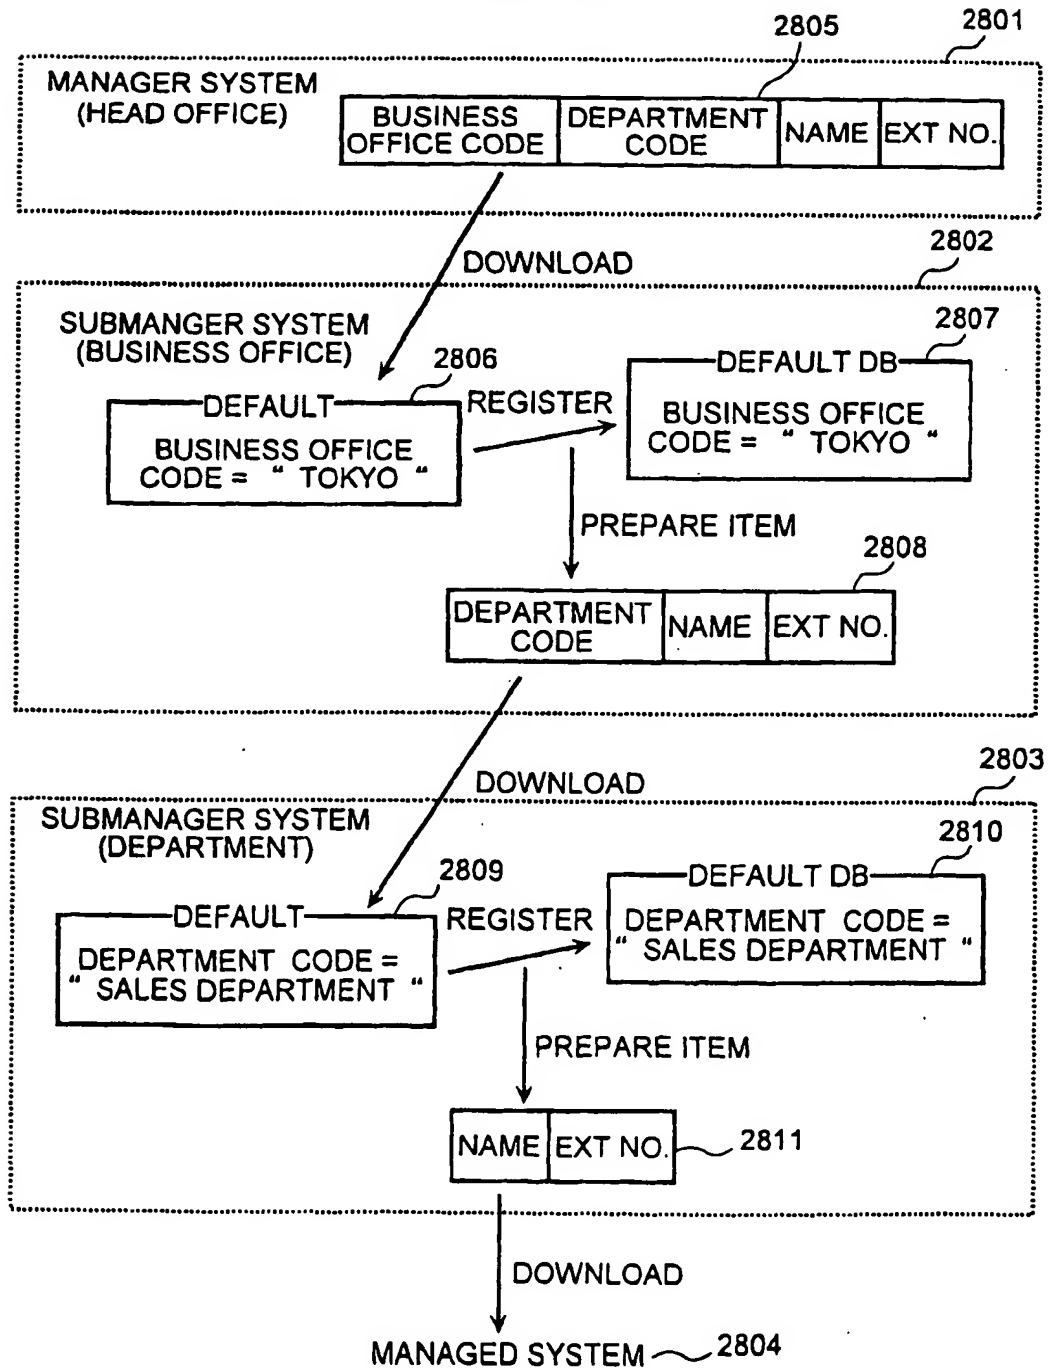 2801
2805
MANAGER SYSTEM
(HEAD OFFICE)
BUSINESS
OFFICE CODE
DEPARTMENT
CODE
NAME
EXT NO.
DOWNLOAD
2802
SUBMANGER SYSTEM
(BUSINESS OFFICE)
2806
2807
DEFAULT
REGISTER
DEFAULT DB
BUSINESS OFFICE
CODE = " TOKYO "
BUSINESS OFFICE
CODE = " TOKYO "
PREPARE ITEM
2808
DEPARTMENT
CODE
NAME
EXT NO.
DOWNLOAD
2803
SUBMANAGER SYSTEM
(DEPARTMENT)
2809
2810
DEFAULT
REGISTER
DEFAULT DB
DEPARTMENT CODE =
" SALES DEPARTMENT "
DEPARTMENT CODE =
" SALES DEPARTMENT "
PREPARE ITEM
NAME
EXT NO.
2811
DOWNLOAD
MANAGED SYSTEM
2804